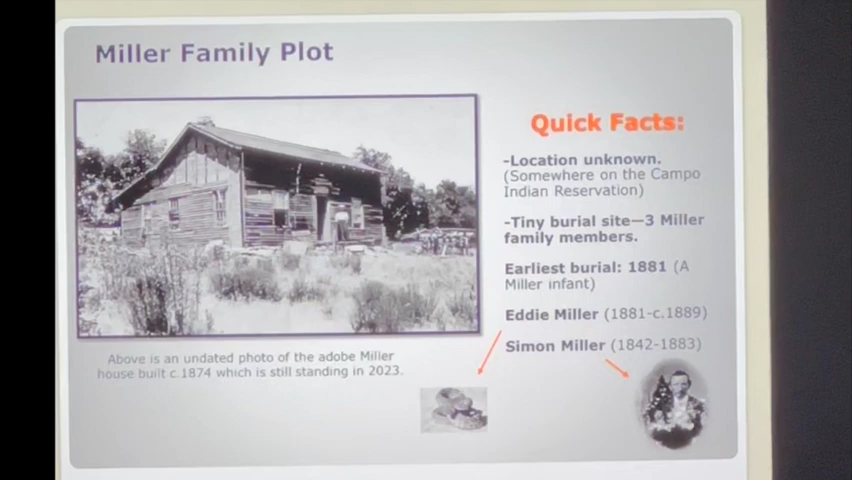 Miller Family Plot
Quick Facts:
-Location unknown.
(Somewhere on the Campo
Indian Reservation)
-Tiny burial site—3 Miller
family members.
Earliest burial: 1881 (A
Miller infant)
Eddie Miller (1881-c.1889)
Simon Miller (1842-1883)
Above is an undated photo of the adobe Miller
house built c.1874 which is still standing in 2023.